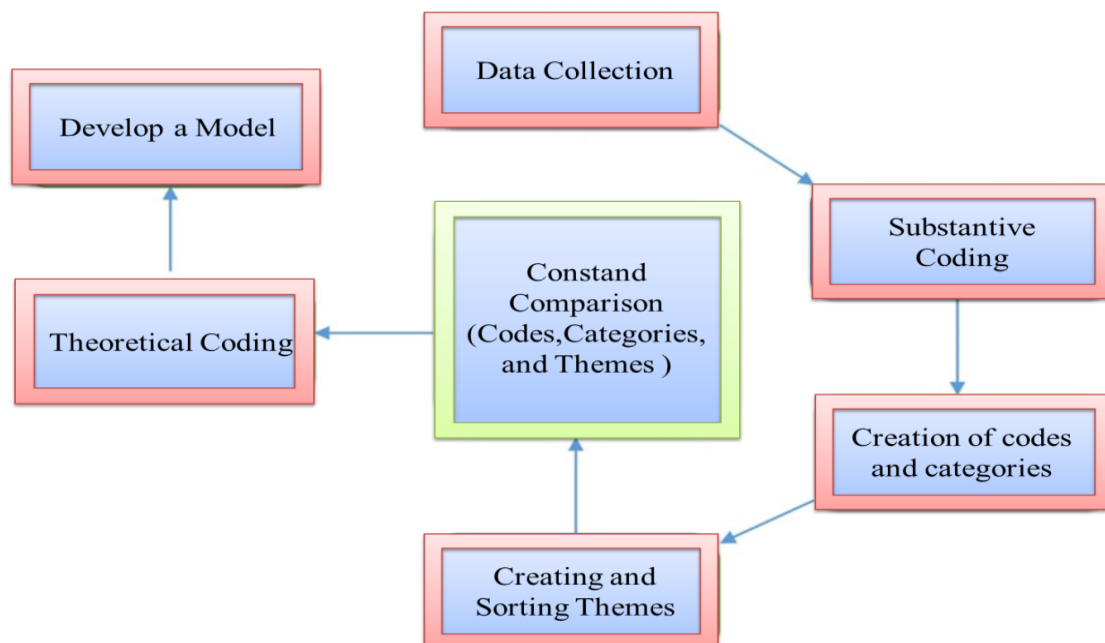 Data Collection
Develop a Model
Substantive
Coding
Constand
Comparison
(Codes,Categories,
and Themes )
Theoretical Coding
Creation of codes
and categories
Creating and
Sorting Themes